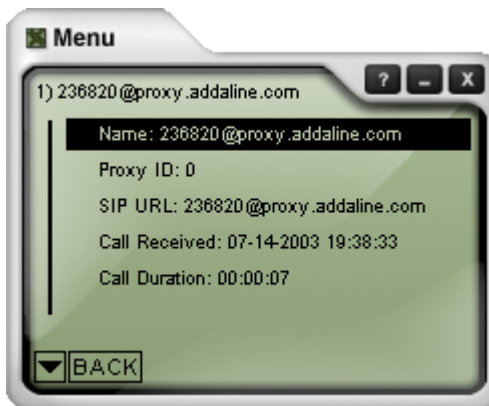 Menu
? – X
1) 236820@proxy.addaline.com
Name: 236820@proxy.addaline.com
Proxy ID: 0
SIP URL: 236820@proxy.addaline.com
Call Received: 07-14-2003 19:38:33
Call Duration: 00:00:07
BACK